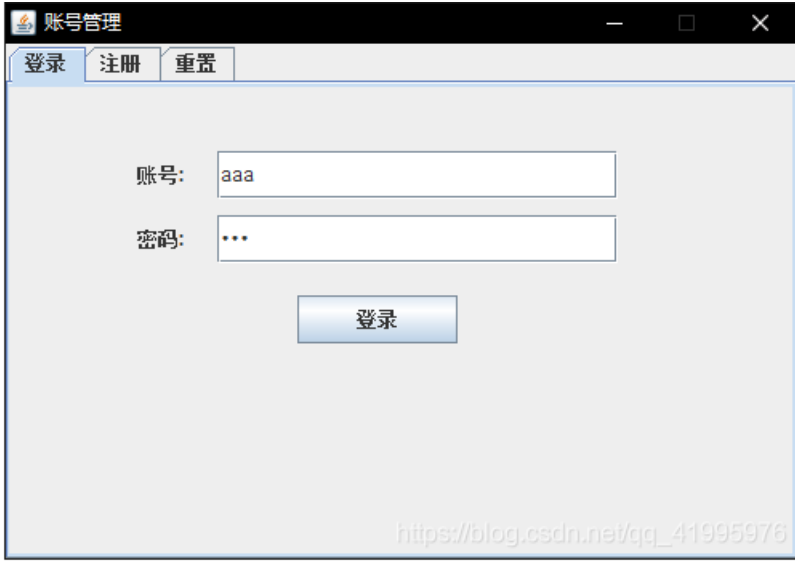 账号管理
登录 注册 重置
账号: aaa
密码: •••
登录
https://blog.csdn.net/qq_41995976